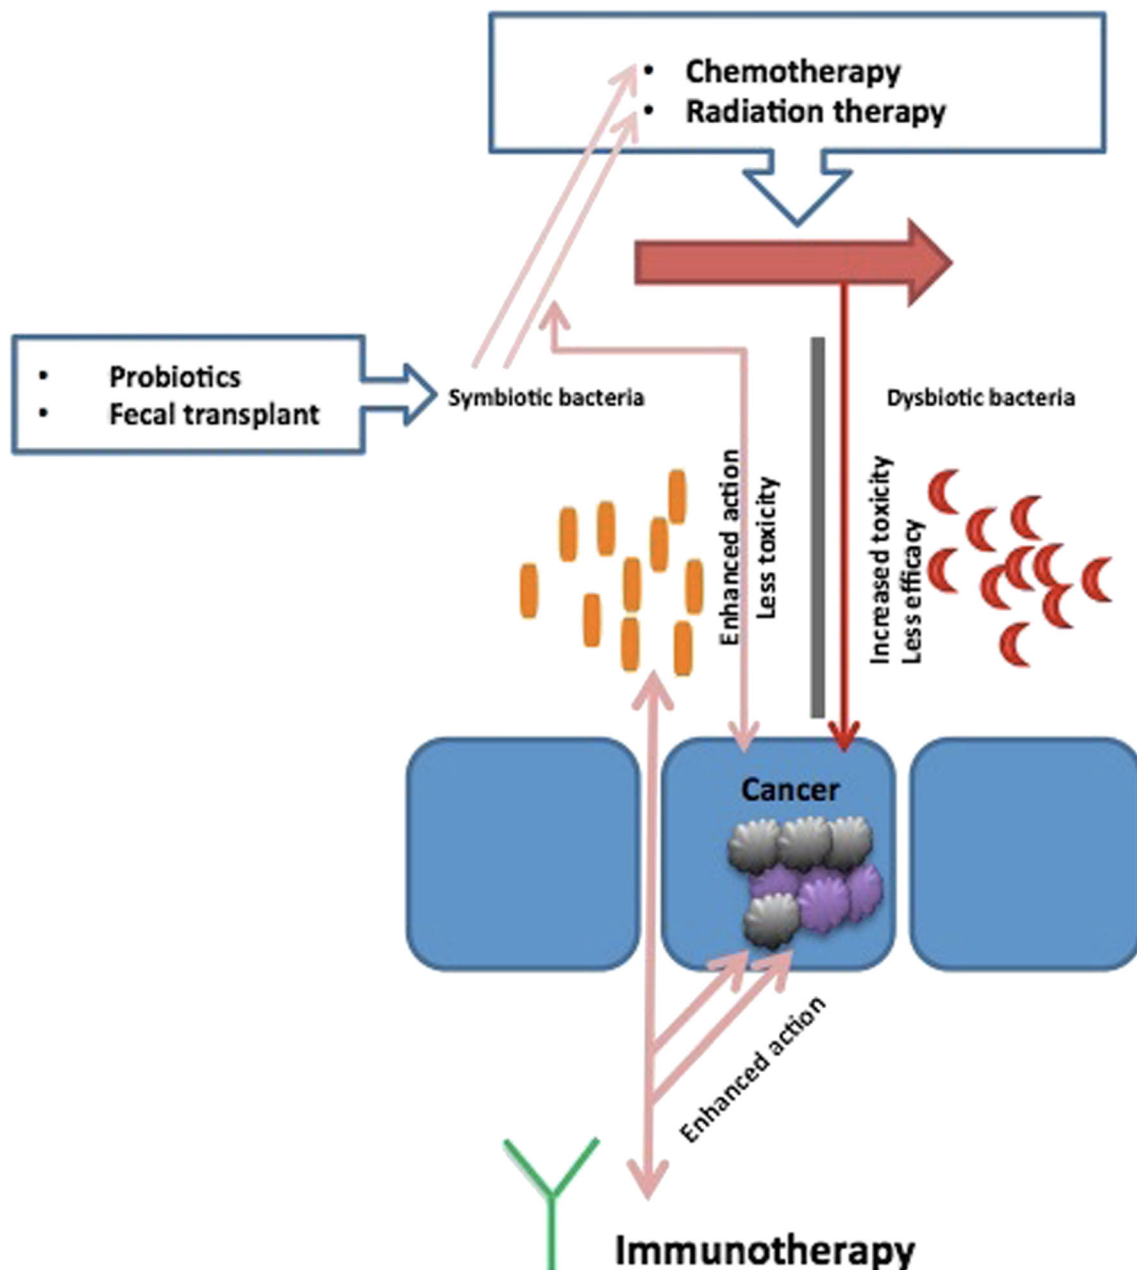 • Chemotherapy
• Radiation therapy
• Probiotics
• Fecal transplant
Symbiotic bacteria
Dysbiotic bacteria
Enhanced action
Less toxicity
Increased toxicity
Less efficacy
Cancer
Enhanced action
Immunotherapy